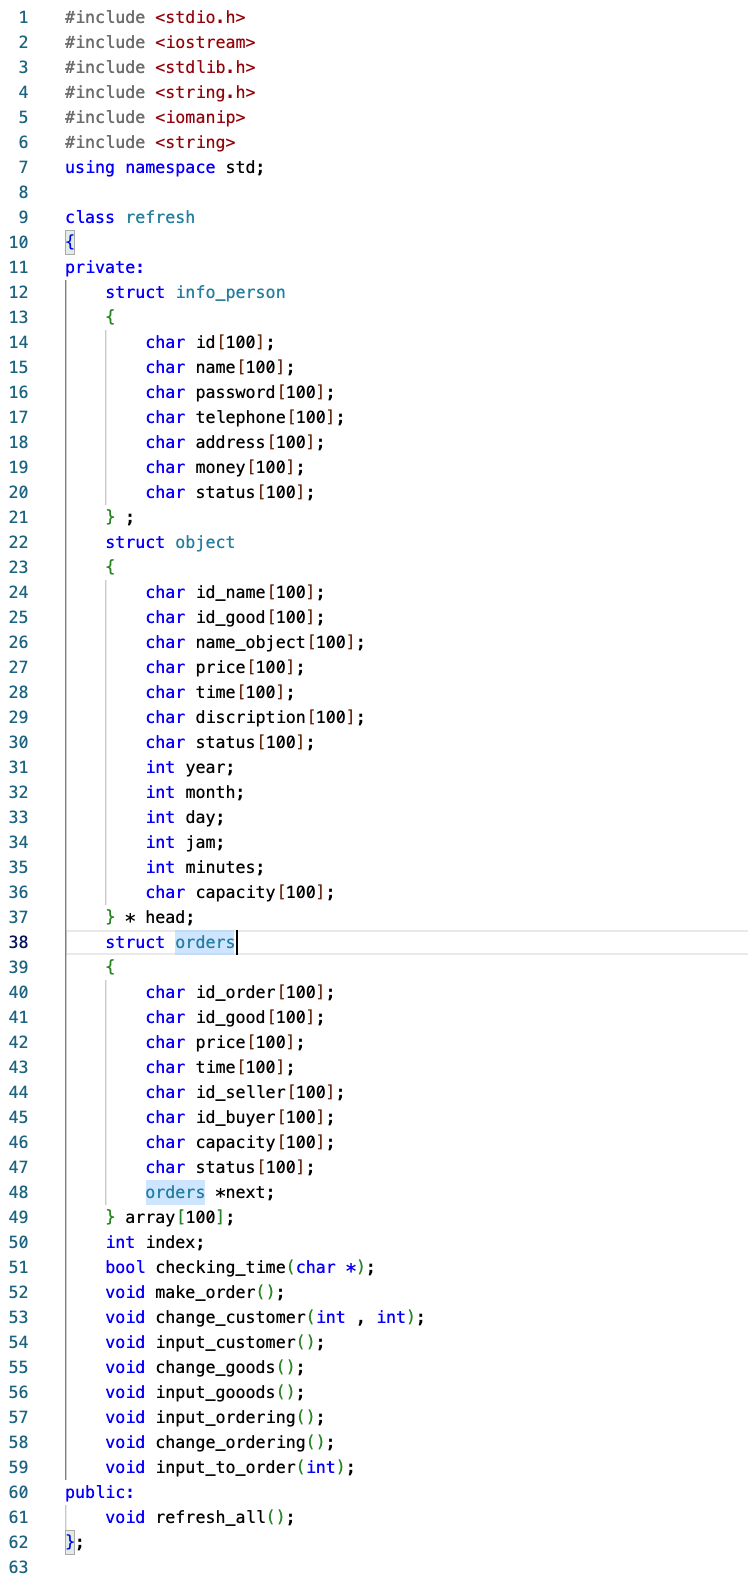 1 #include <stdio.h>
2 #include <iostream>
3 #include <stdlib.h>
4 #include <string.h>
5 #include <iomanip>
6 #include <string>
7 using namespace std;
8
9 class refresh
10 {
11 private:
12     struct info_person
13     {
14         char id[100];
15         char name[100];
16         char password[100];
17         char telephone[100];
18         char address[100];
19         char money[100];
20         char status[100];
21     } ;
22     struct object
23     {
24         char id_name[100];
25         char id_good[100];
26         char name_object[100];
27         char price[100];
28         char time[100];
29         char discription[100];
30         char status[100];
31         int year;
32         int month;
33         int day;
34         int jam;
35         int minutes;
36         char capacity[100];
37     } * head;
38     struct orders
39     {
40         char id_order[100];
41         char id_good[100];
42         char price[100];
43         char time[100];
44         char id_seller[100];
45         char id_buyer[100];
46         char capacity[100];
47         char status[100];
48         orders *next;
49     } array[100];
50     int index;
51     bool checking_time(char *);
52     void make_order();
53     void change_customer(int , int);
54     void input_customer();
55     void change_goods();
56     void input_gooods();
57     void input_ordering();
58     void change_ordering();
59     void input_to_order(int);
60 public:
61     void refresh_all();
62 };
63